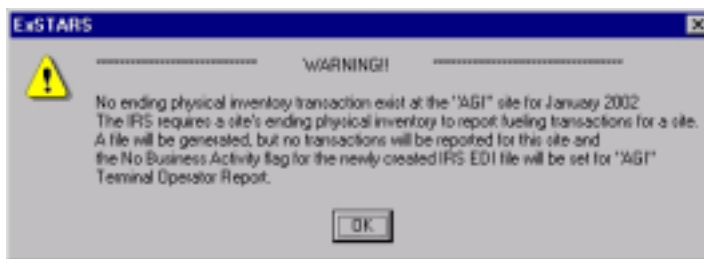 ExSTARS
WARNING!!
No ending physical inventory transaction exist at the "AGI" site for January 2002
The IRS requires a site's ending physical inventory to report fueling transactions for a site.
A file will be generated, but no transactions will be reported for this site and
the No Business Activity flag for the newly created IRS EDI file will be set for "AGI"
Terminal Operator Report.
OK